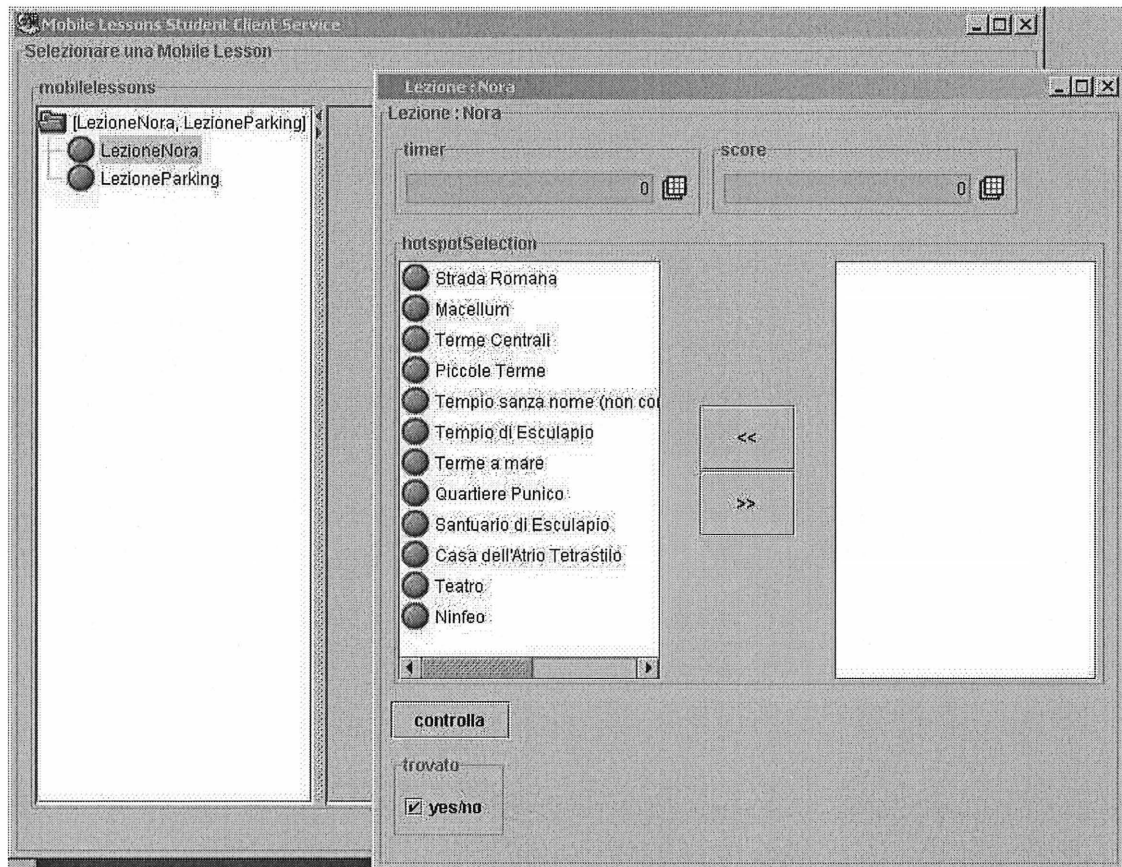 Mobile Lessons Student Client Service
Selezionare una Mobile Lesson
mobilelessons
[LezioneNora, LezioneParking]
LezioneNora
LezioneParking
Lezione :Nora
Lezione : Nora
timer
0
score
0
hotspotSelection
Strada Romana
Macellum
Terme Centrali
Piccole Terme
Tempio sanza nome (non co
Tempio di Esculapio
Terme a mare
Quartiere Punico
Santuario di Esculapio
Casa dell'Atrio Tetrastilo
Teatro
Ninfeo
<<
>>
controlla
trovato
yes/no